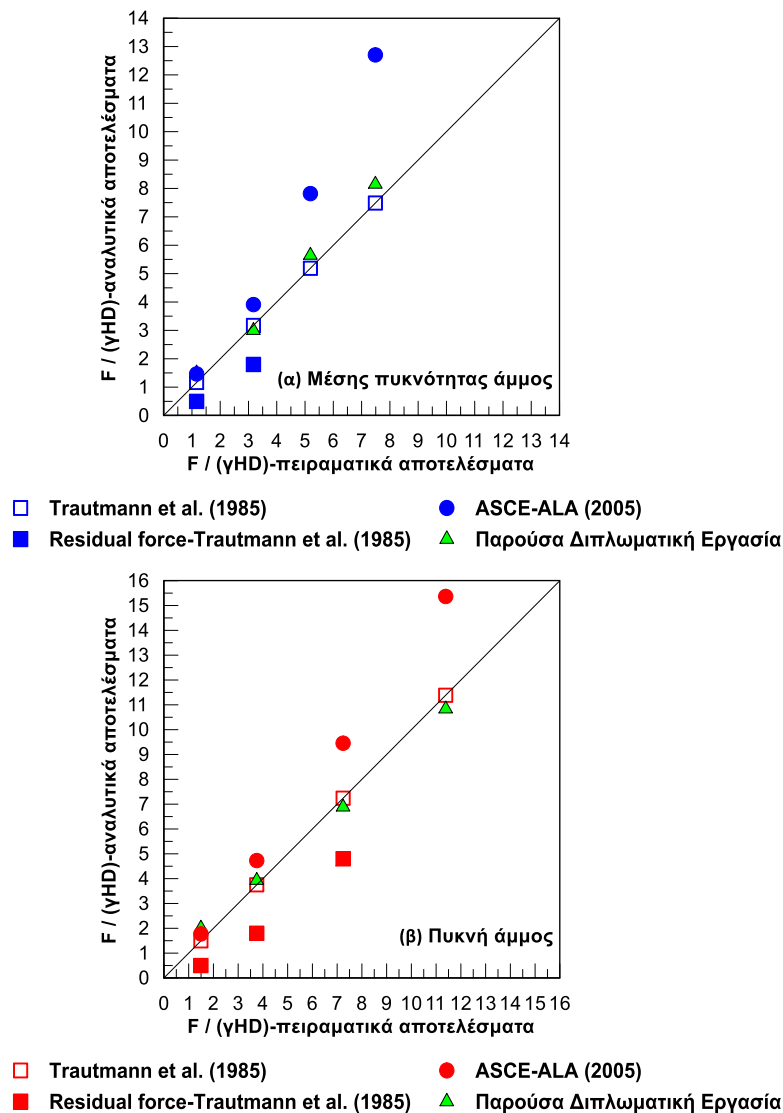 14
13
12
11
10
9
8
7
6
5
4
3
2
1
0
F / (γHD)-αναλυτικά αποτελέσματα
(α) Μέσης πυκνότητας άμμος
0 1 2 3 4 5 6 7 8 9 10 11 12 13 14
F / (γHD)-πειραματικά αποτελέσματα
Trautmann et al. (1985) ASCE-ALA (2005)
Residual force-Trautmann et al. (1985) Παρούσα Διπλωματική Εργασία
16
15
14
13
12
11
10
9
8
7
6
5
4
3
2
1
0
F / (γHD)-αναλυτικά αποτελέσματα
(β) Πυκνή άμμος
0 1 2 3 4 5 6 7 8 9 10 11 12 13 14 15 16
F / (γHD)-πειραματικά αποτελέσματα
Trautmann et al. (1985) ASCE-ALA (2005)
Residual force-Trautmann et al. (1985) Παρούσα Διπλωματική Εργασία